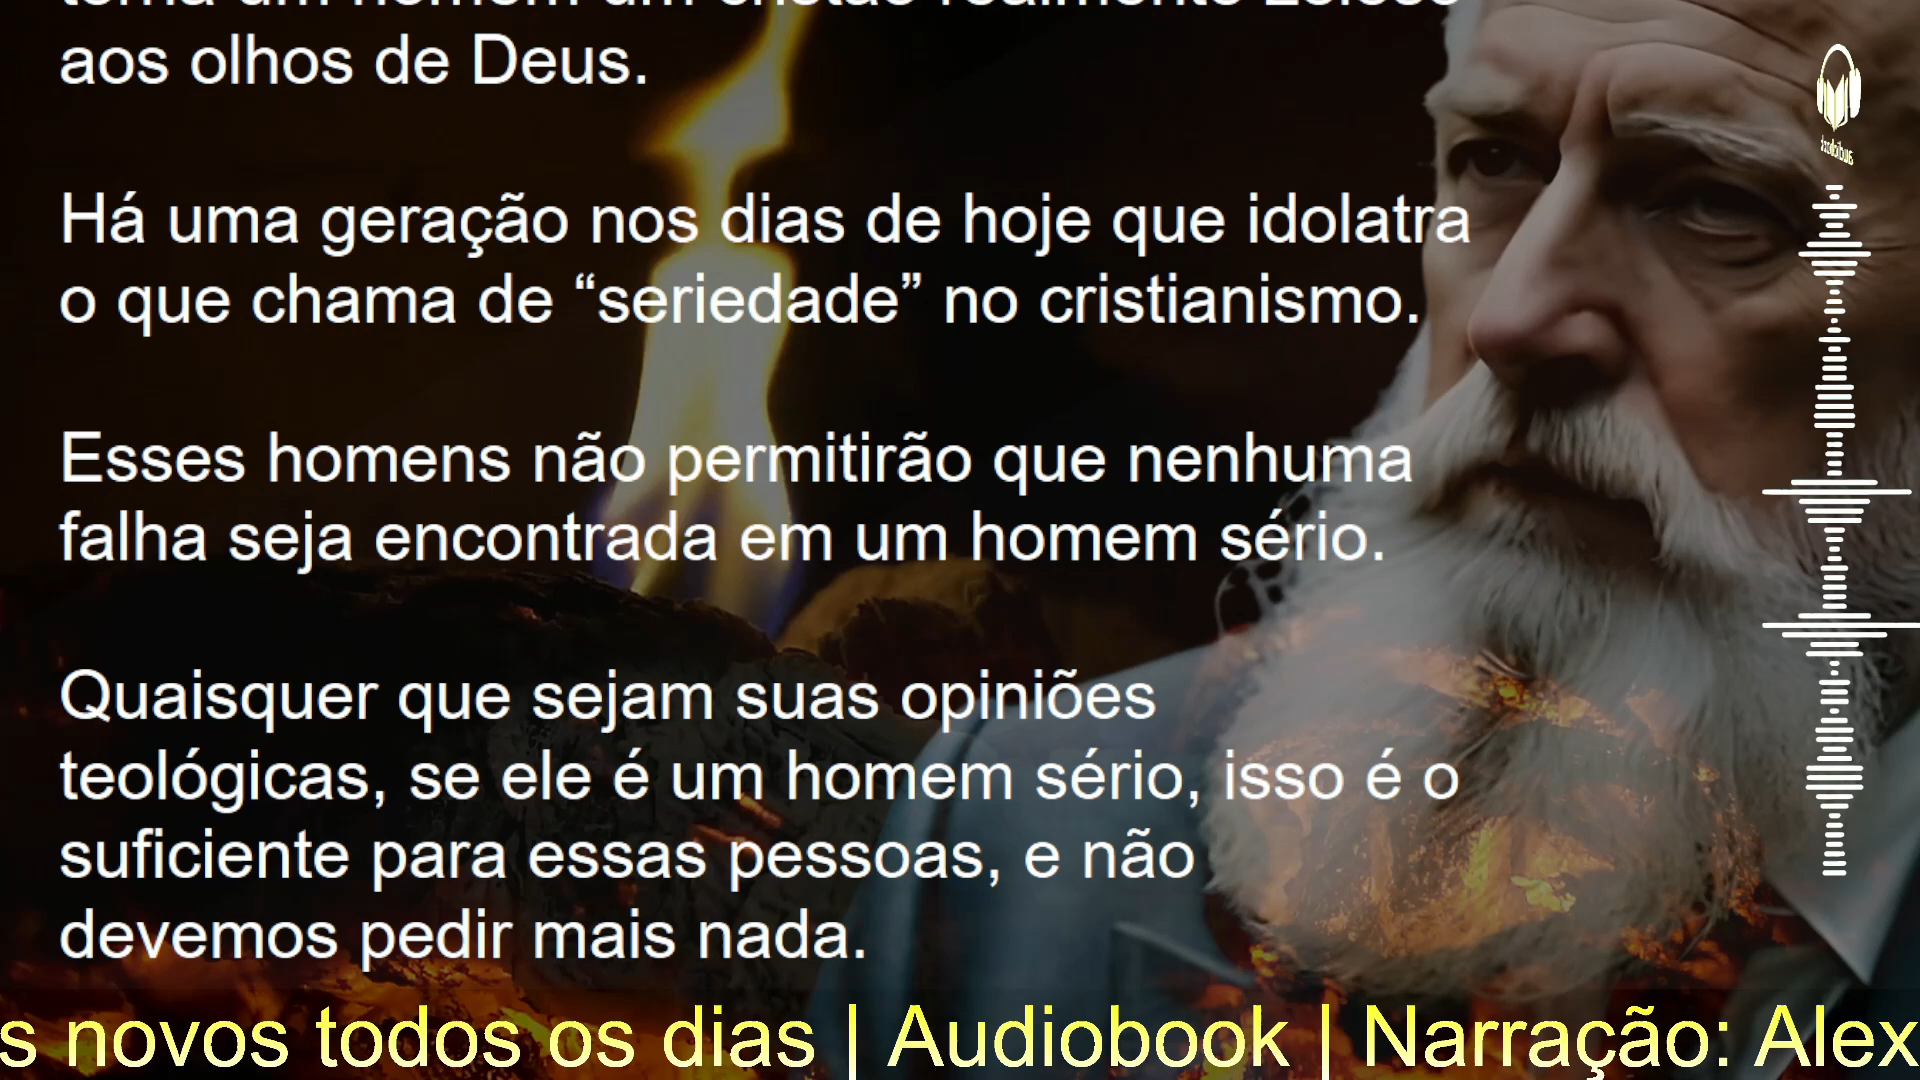 aos olhos de Deus.
Há uma geração nos dias de hoje que idolatra
o que chama de “seriedade” no cristianismo.
Esses homens não permitirão que nenhuma
falha seja encontrada em um homem sério.
Quaisquer que sejam suas opiniões
teológicas, se ele é um homem sério, isso é o
suficiente para essas pessoas, e não
devemos pedir mais nada.
s novos todos os dias | Audiobook | Narração: Alex